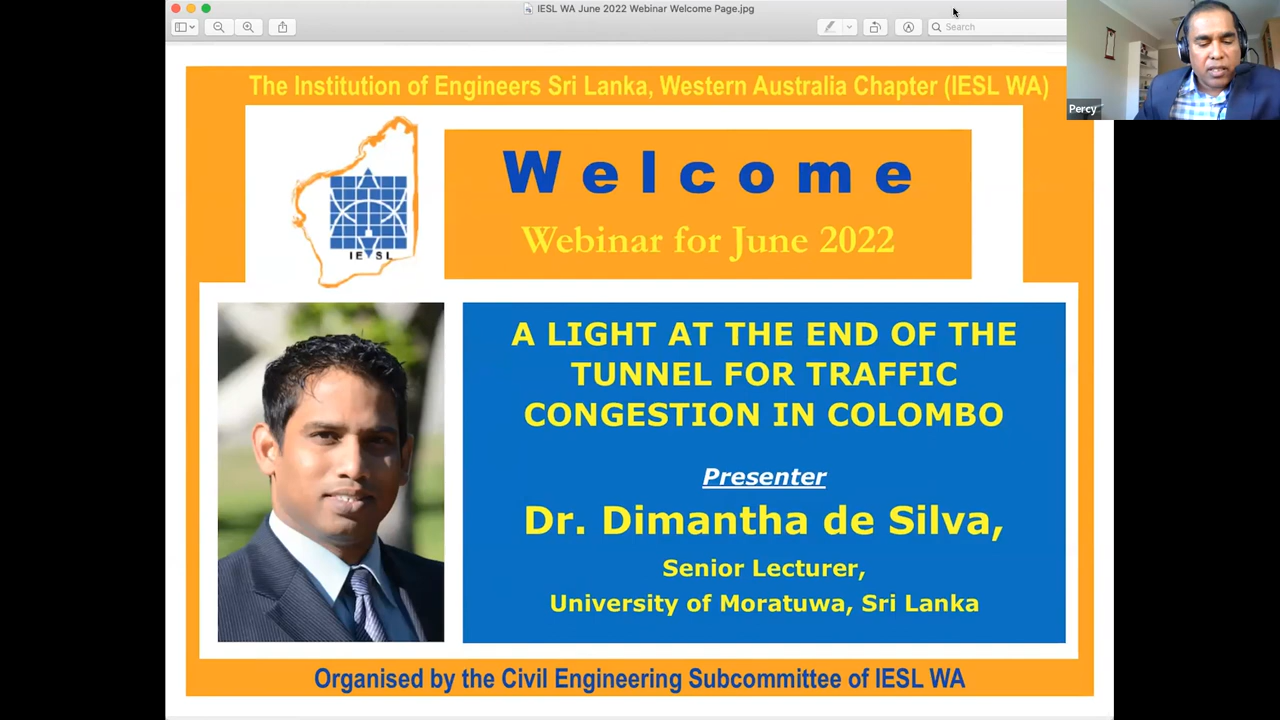 IESL WA June 2022 Webinar Welcome Page.jpg
Search
The Institution of Engineers Sri Lanka, Western Australia Chapter (IESL WA)
Percy
Welcome
Webinar for June 2022
IESL
A LIGHT AT THE END OF THE
TUNNEL FOR TRAFFIC
CONGESTION IN COLOMBO
Presenter
Dr. Dimantha de Silva,
Senior Lecturer,
University of Moratuwa, Sri Lanka
Organised by the Civil Engineering Subcommittee of IESL WA